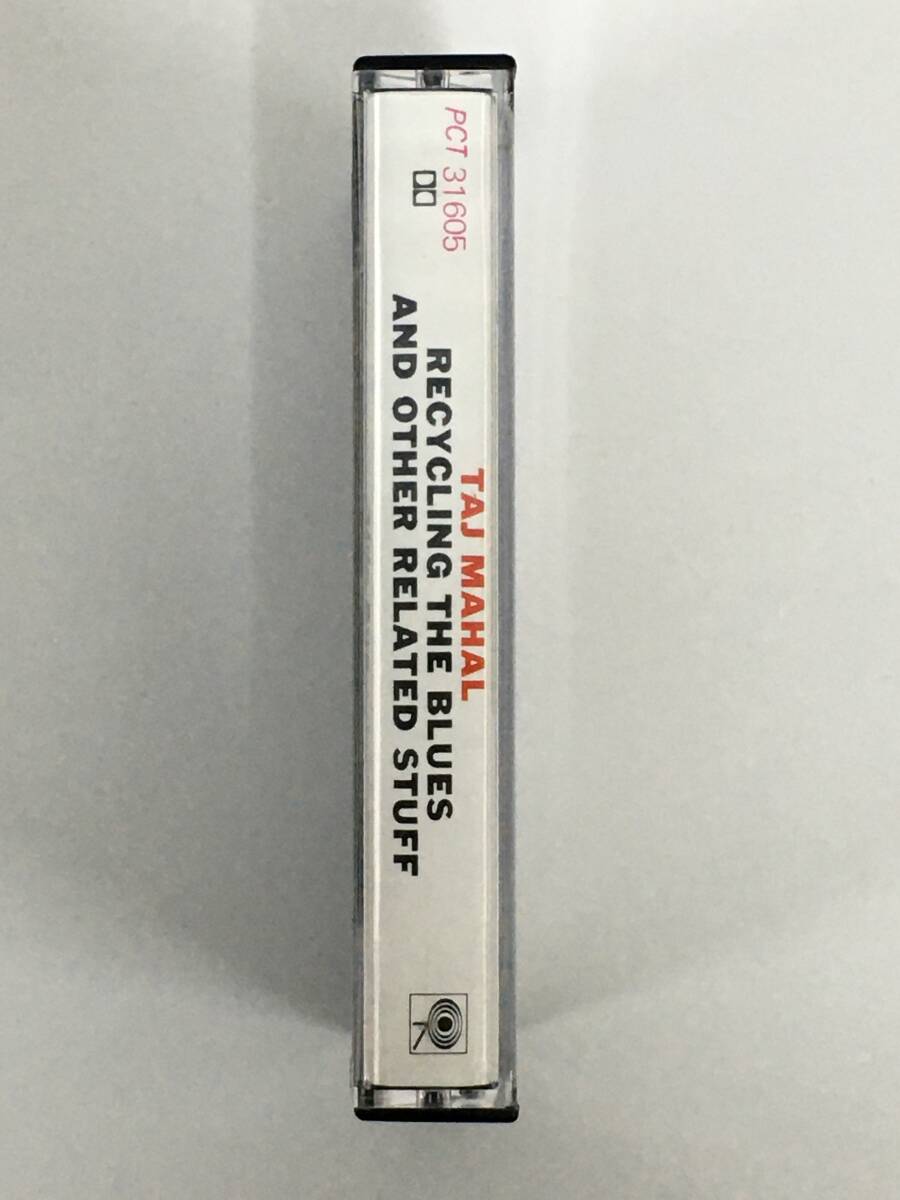 PCT 31605
TAJ MAHAL
RECYCLING THE BLUES
AND OTHER RELATED STUFF